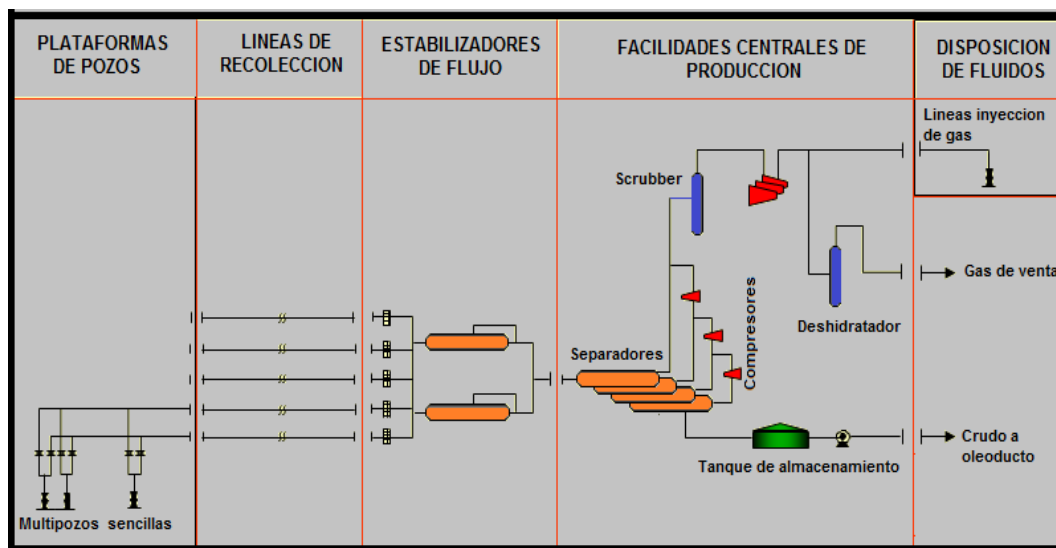 PLATAFORMAS
DE POZOS
LINEAS DE
RECOLECCION
ESTABILIZADORES
DE FLUJO
FACILIDADES CENTRALES DE
PRODUCCION
DISPOSICION
DE FLUIDOS
Lineas inyeccion
de gas
Scrubber
Gas de venta
Deshidratador
Compresores
Separadores
Crudo a
oleoducto
Tanque de almacenamiento
Multipozos sencillas